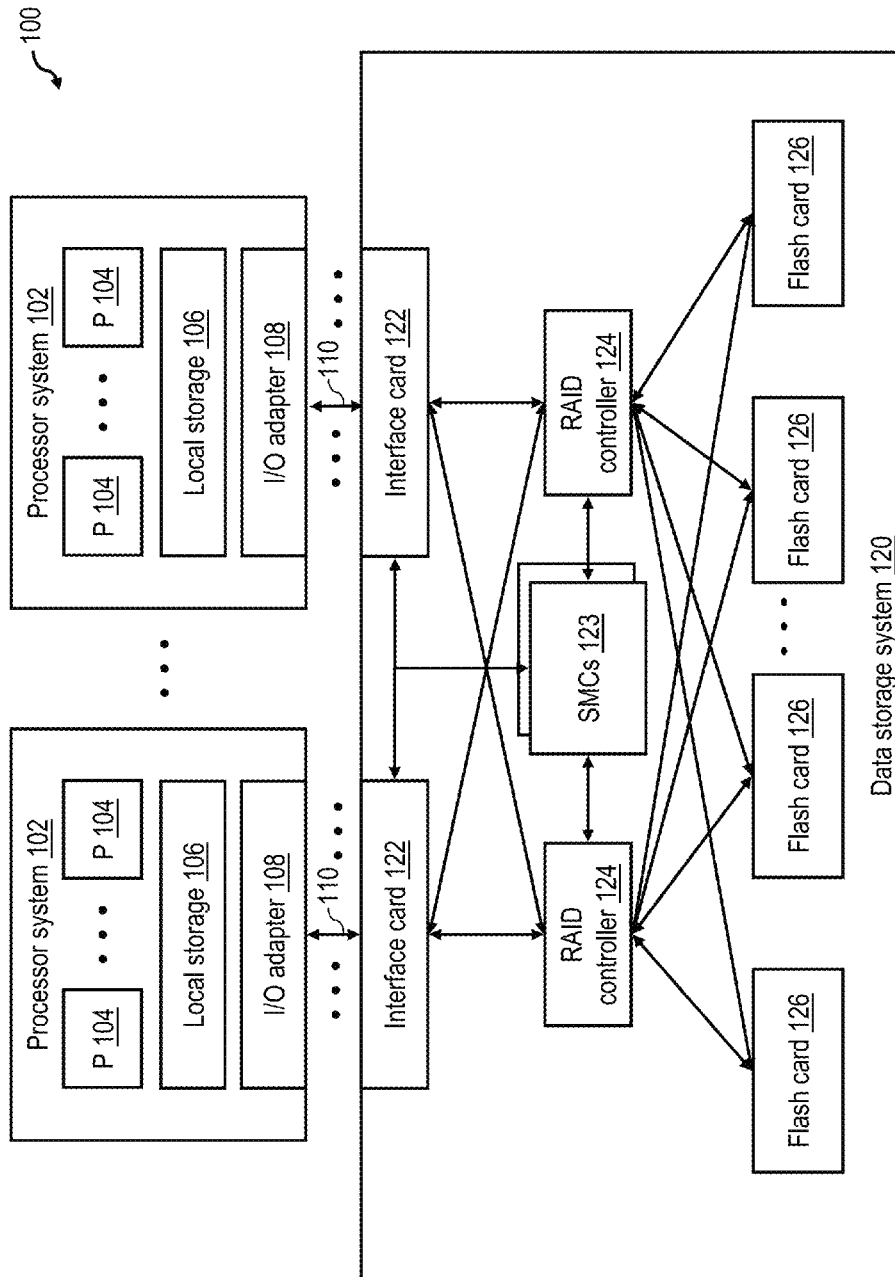 100
Processor system 102
P 104
P 104
Local storage 106
I/O adapter 108
110
Processor system 102
P 104
P 104
Local storage 106
I/O adapter 108
110
Interface card 122
Interface card 122
RAID
controller 124
SMCs 123
RAID
controller 124
Flash card 126
Flash card 126
Flash card 126
Flash card 126
Data storage system 120